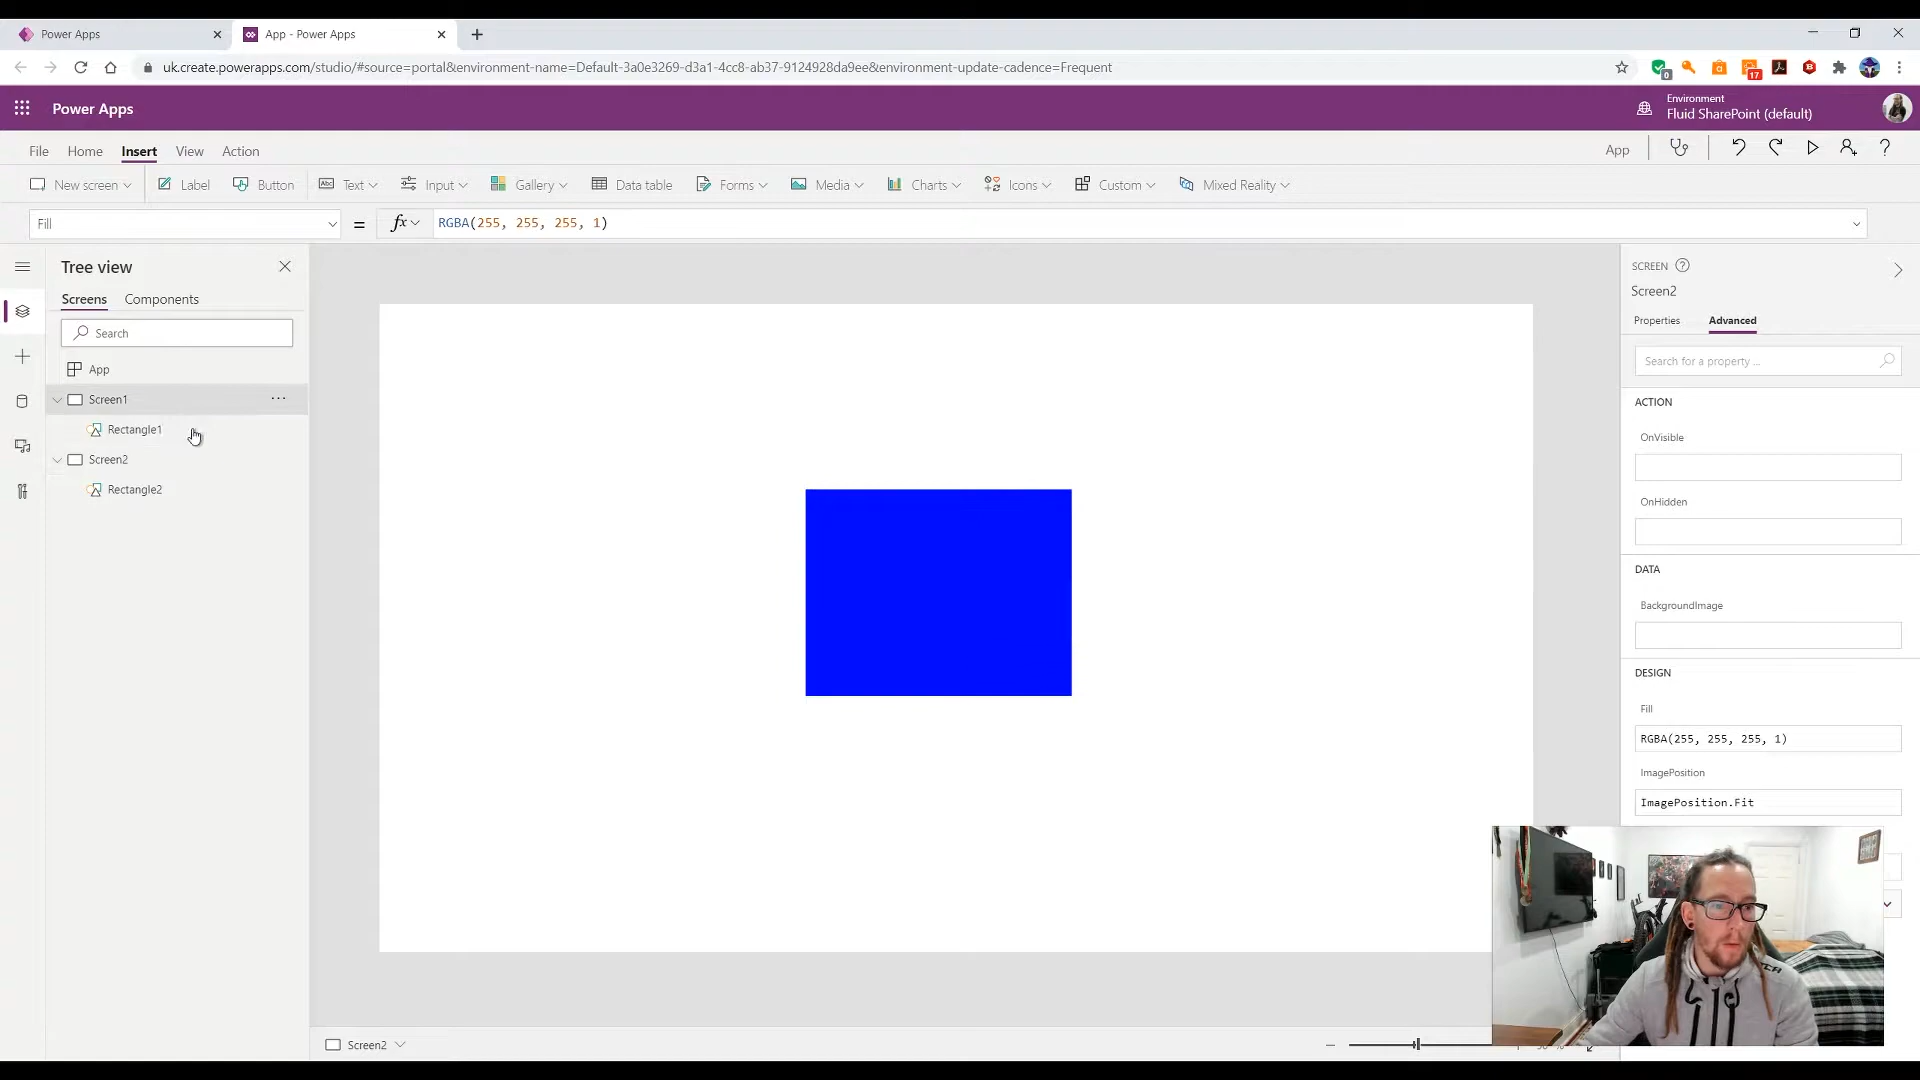 Power Apps
App - Power Apps
uk.create.powerapps.com/studio/#source=portal&environment-name=Default-3a0e3269-d3a1-4cc8-ab37-9124928da9ee&environment-update-cadence=Frequent
0
17
Power Apps
Environment
Fluid SharePoint (default)
File Home Insert View Action
App
?
New screen Label Button Text Input Gallery Data table Forms Media Charts Icons Custom Mixed Reality
Fill = fx RGBA(255, 255, 255, 1)
Tree view
Screens Components
Search
App
Screen1 ...
Rectangle1
Screen2
Rectangle2
SCREEN ?
Screen2
Properties Advanced
Search for a property ...
ACTION
OnVisible
OnHidden
DATA
BackgroundImage
DESIGN
Fill
RGBA(255, 255, 255, 1)
ImagePosition
ImagePosition.Fit
Screen2